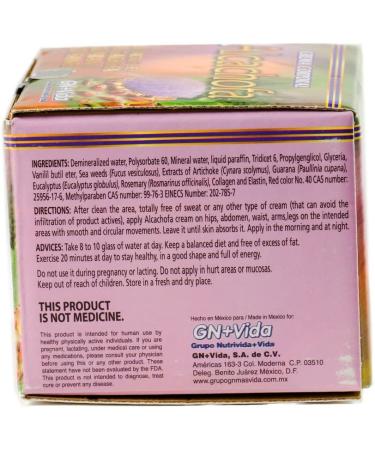 INGREDIENTS: Demineralized water, Polysorbate 60, Mineral water, liquid paraffin, Tridicet 6, Propylgenglicol, Glyceria,
Vanilil butil eter, Sea weeds (Fucus vesiculosus), Extracts of Artichoke (Cynara scolymus), Guarana (Paullinia cupana),
Eucalyptus (Eucalyptus globulus), Rosemary (Rosmarinus officinalis), Collagen and Elastin, Red color No. 40 CAS number:
25956-17-6, Methylparaben CAS number: 99-76-3 EINECS Number: 202-785-7
DIRECTIONS: After clean the area, totally free of sweat or any other type of cream (that can avoid the
infiltration of product actives), apply Alcachofa cream on hips, abdomen, waist, arms,legs on the intended
areas with smooth and circular movements. Leave it until skin absorbs it. Apply in the morning and at night.
ADVICES: Take 8 to 10 glass of water at day. Keep a balanced diet and free of excess of fat.
Exercise 20 minutes at day to stay healthy, in a good shape and full of energy.
Do not use it during pregnancy or lacting. Do not apply in hurt areas or mucosas.
Keep out of reach of children. Store in a fresh and dry place.
THIS PRODUCT
IS NOT MEDICINE.
This product is intended for human use by
healthy physically active individuals. If you are
pregnant, lactating, under medical care or using
any medications, please consult your physician
before using this or any other product. These
statement have not been evaluated by the FDA.
This product is not intended to diagnose, treat
cure or prevent any disease.
Hecho en México para / Made in Mexico for:
GN+Vida
Grupo Nutrivida+Vida
GN+Vida, S.A. de C.V.
Américas 163-3 Col. Moderna C.P. 03510
Deleg. Benito Juárez México, D.F.
www.grupognmasvida.com.mx